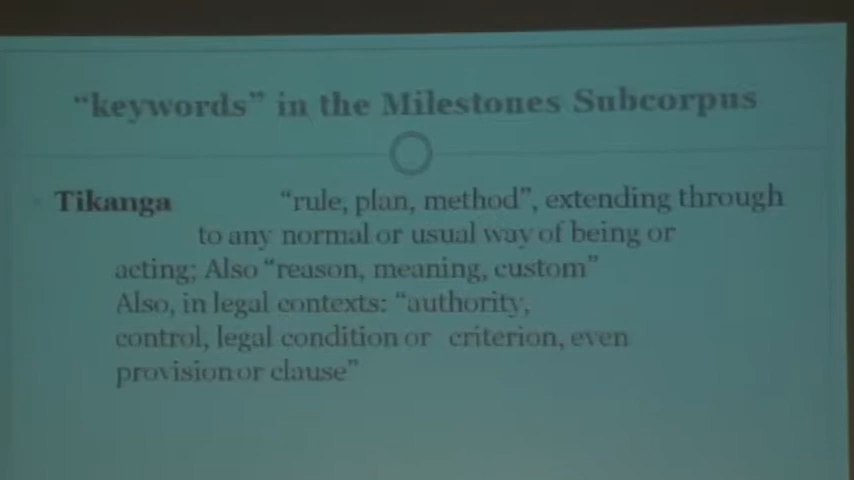 “keywords” in the Milestones Subcorpus
Tikanga “rule, plan, method”, extending through
to any normal or usual way of being or
acting; Also “reason, meaning, custom”
Also, in legal contexts: “authority,
control, legal condition or criterion, even
provision or clause”